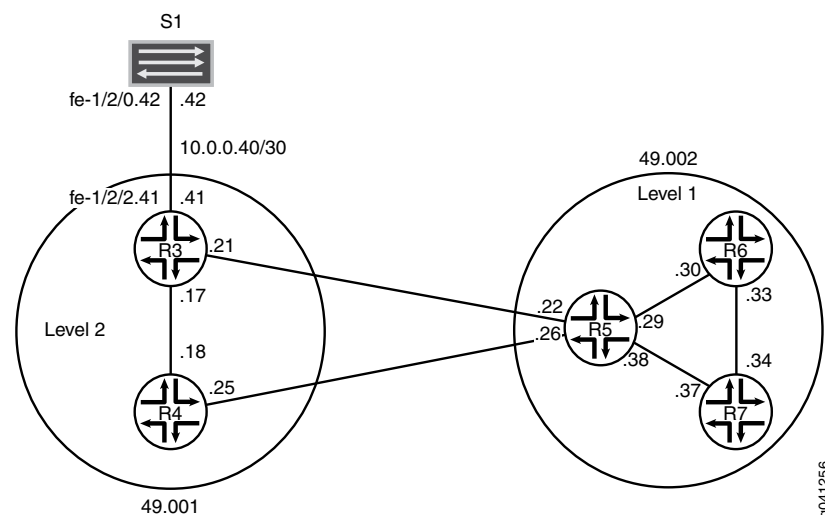 S1
fe-1/2/0.42 .42
10.0.0.40/30
49.002
fe-1/2/2.41 .41
Level 1
R3
.21
R6
.17
.30
.33
.22
Level 2
R5
.29
.26
.18
.38
.34
.25
.37
R4
R7
49.001
g041256